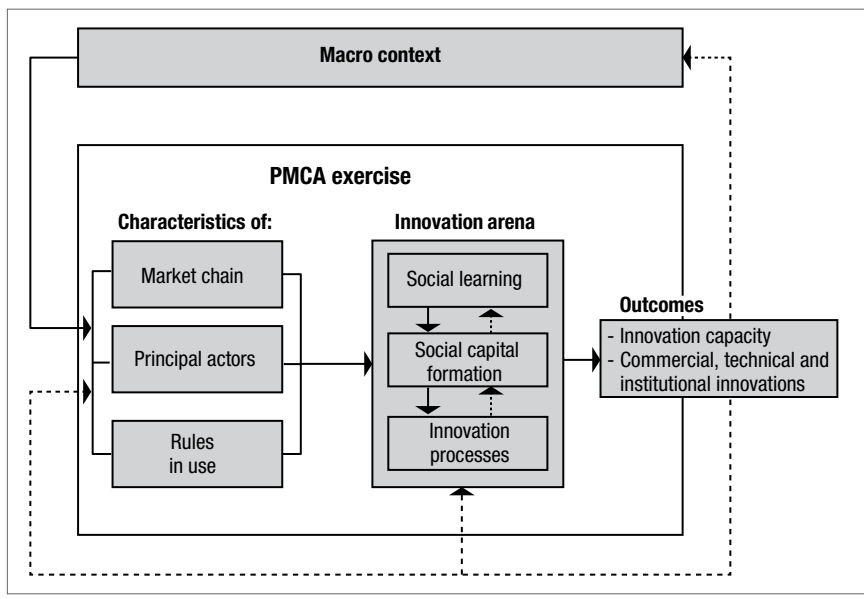 Macro context
PMCA exercise
Characteristics of:
Market chain
Principal actors
Rules
in use
Innovation arena
Social learning
Social capital
formation
Innovation
processes
Outcomes
- Innovation capacity
- Commercial, technical and
institutional innovations